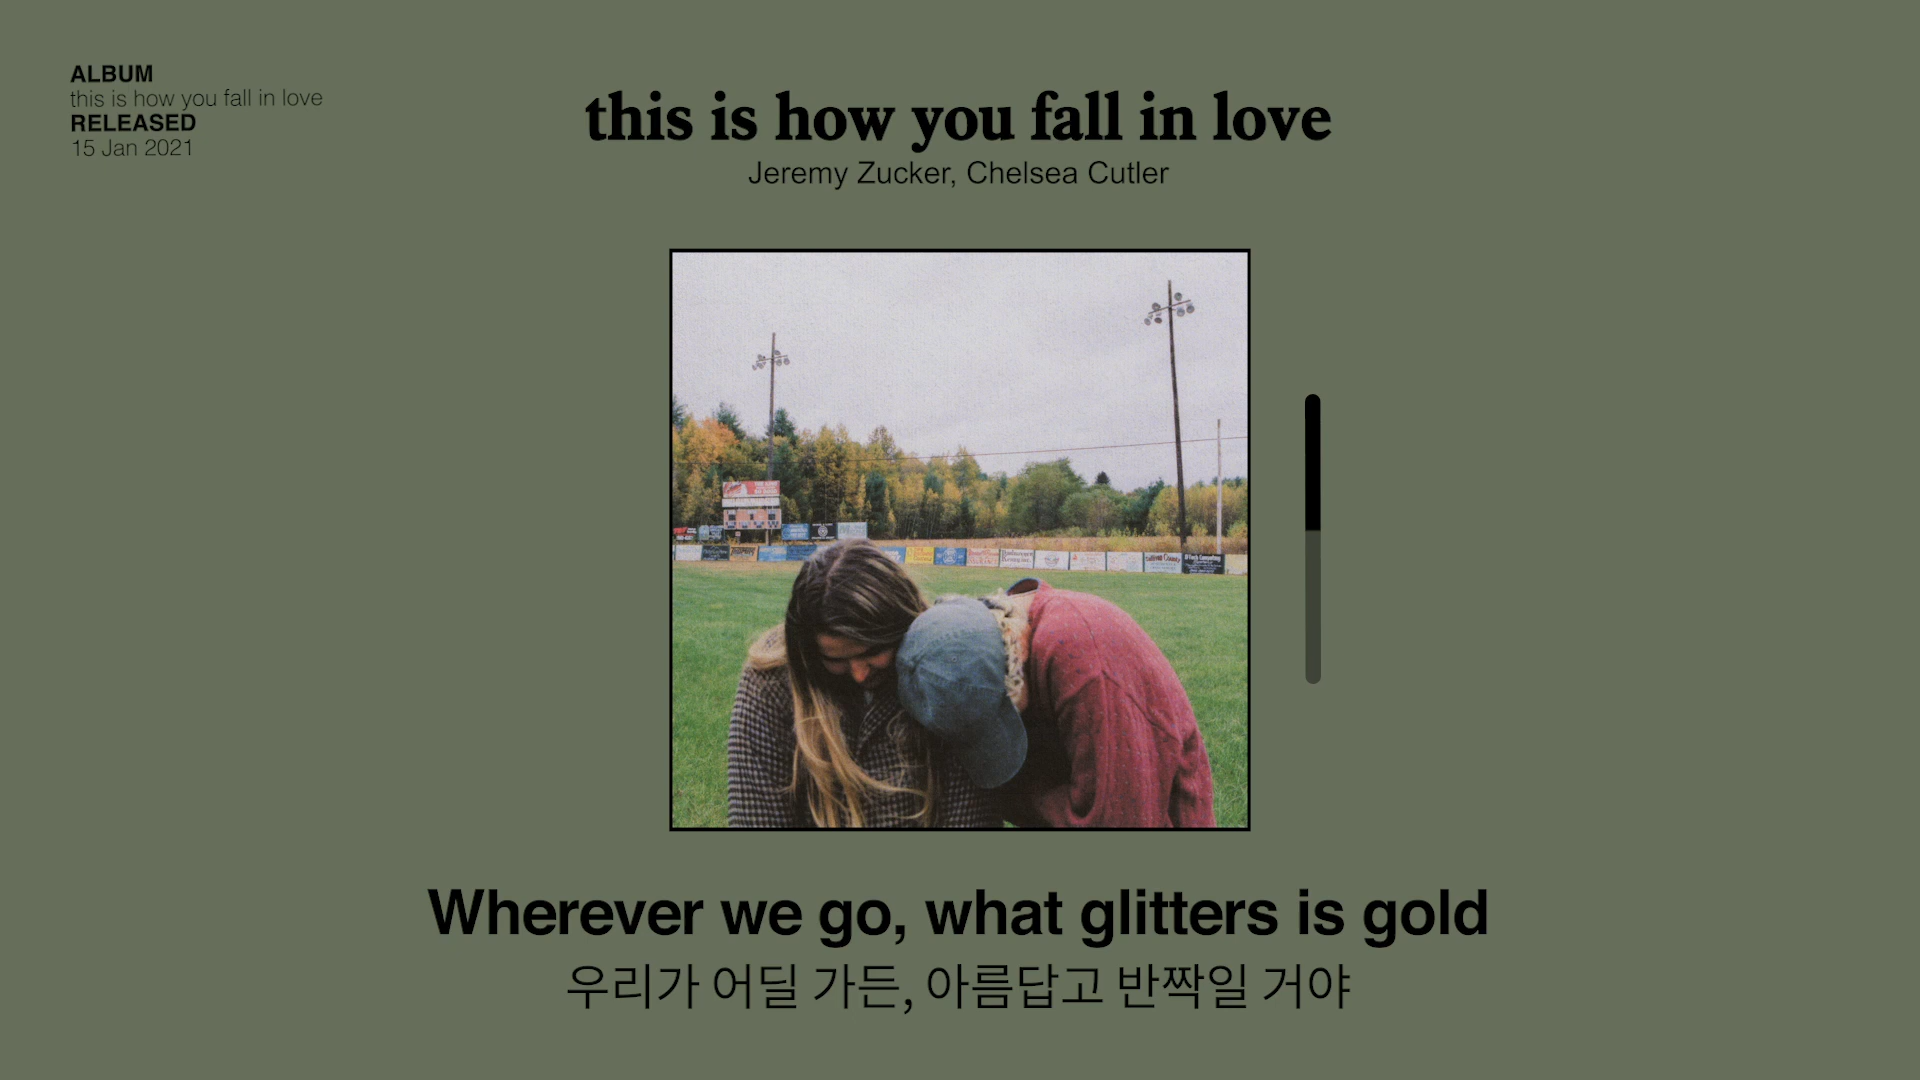 ALBUM
this is how you fall in love
RELEASED
15 Jan 2021
this is how you fall in love
Jeremy Zucker, Chelsea Cutler
Wherever we go, what glitters is gold
우리가 어딜 가든, 아름답고 반짝일 거야